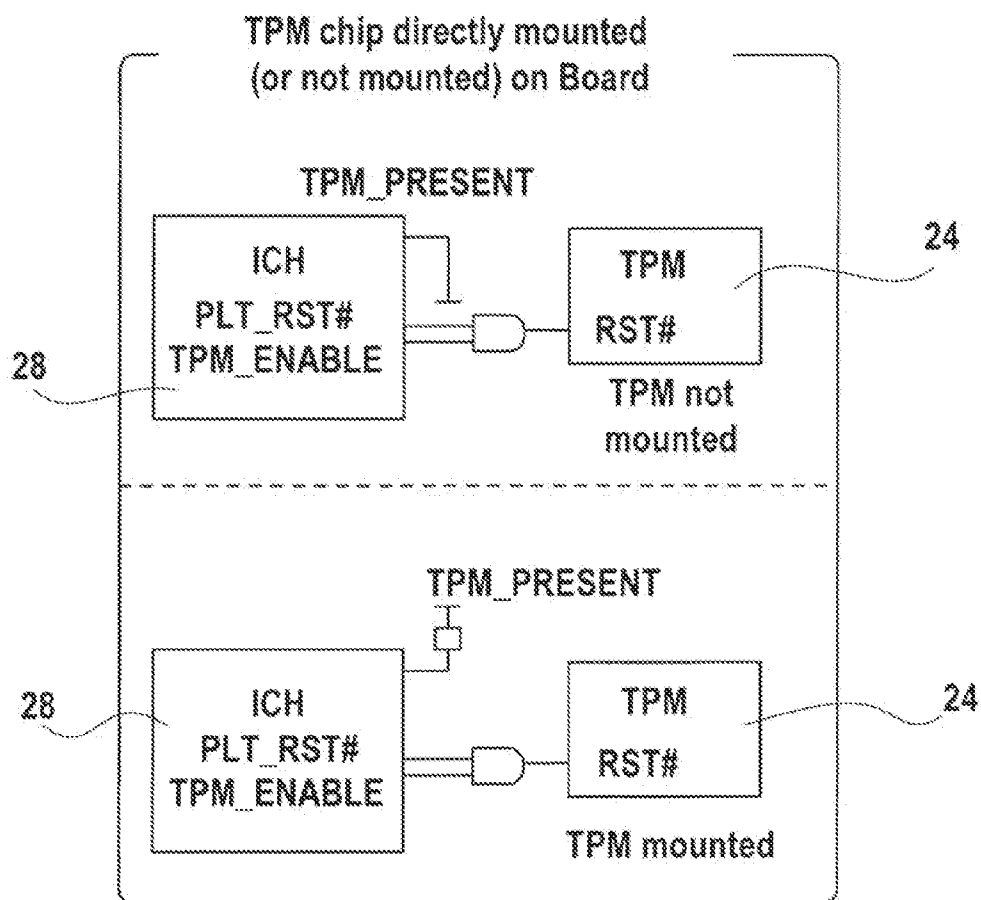 TPM chip directly mounted
(or not mounted) on Board
TPM_PRESENT
ICH
PLT_RST#
TPM_ENABLE
28
TPM
RST#
24
TPM not
mounted
TPM_PRESENT
ICH
PLT_RST#
TPM_ENABLE
28
TPM
RST#
24
TPM mounted